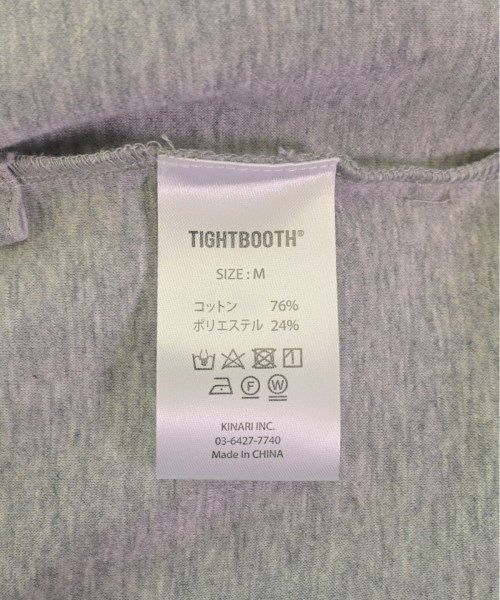 TIGHTBOOTH®
SIZE : M
コットン 76%
ポリエステル 24%
F W
KINARI INC.
03-6427-7740
Made In CHINA